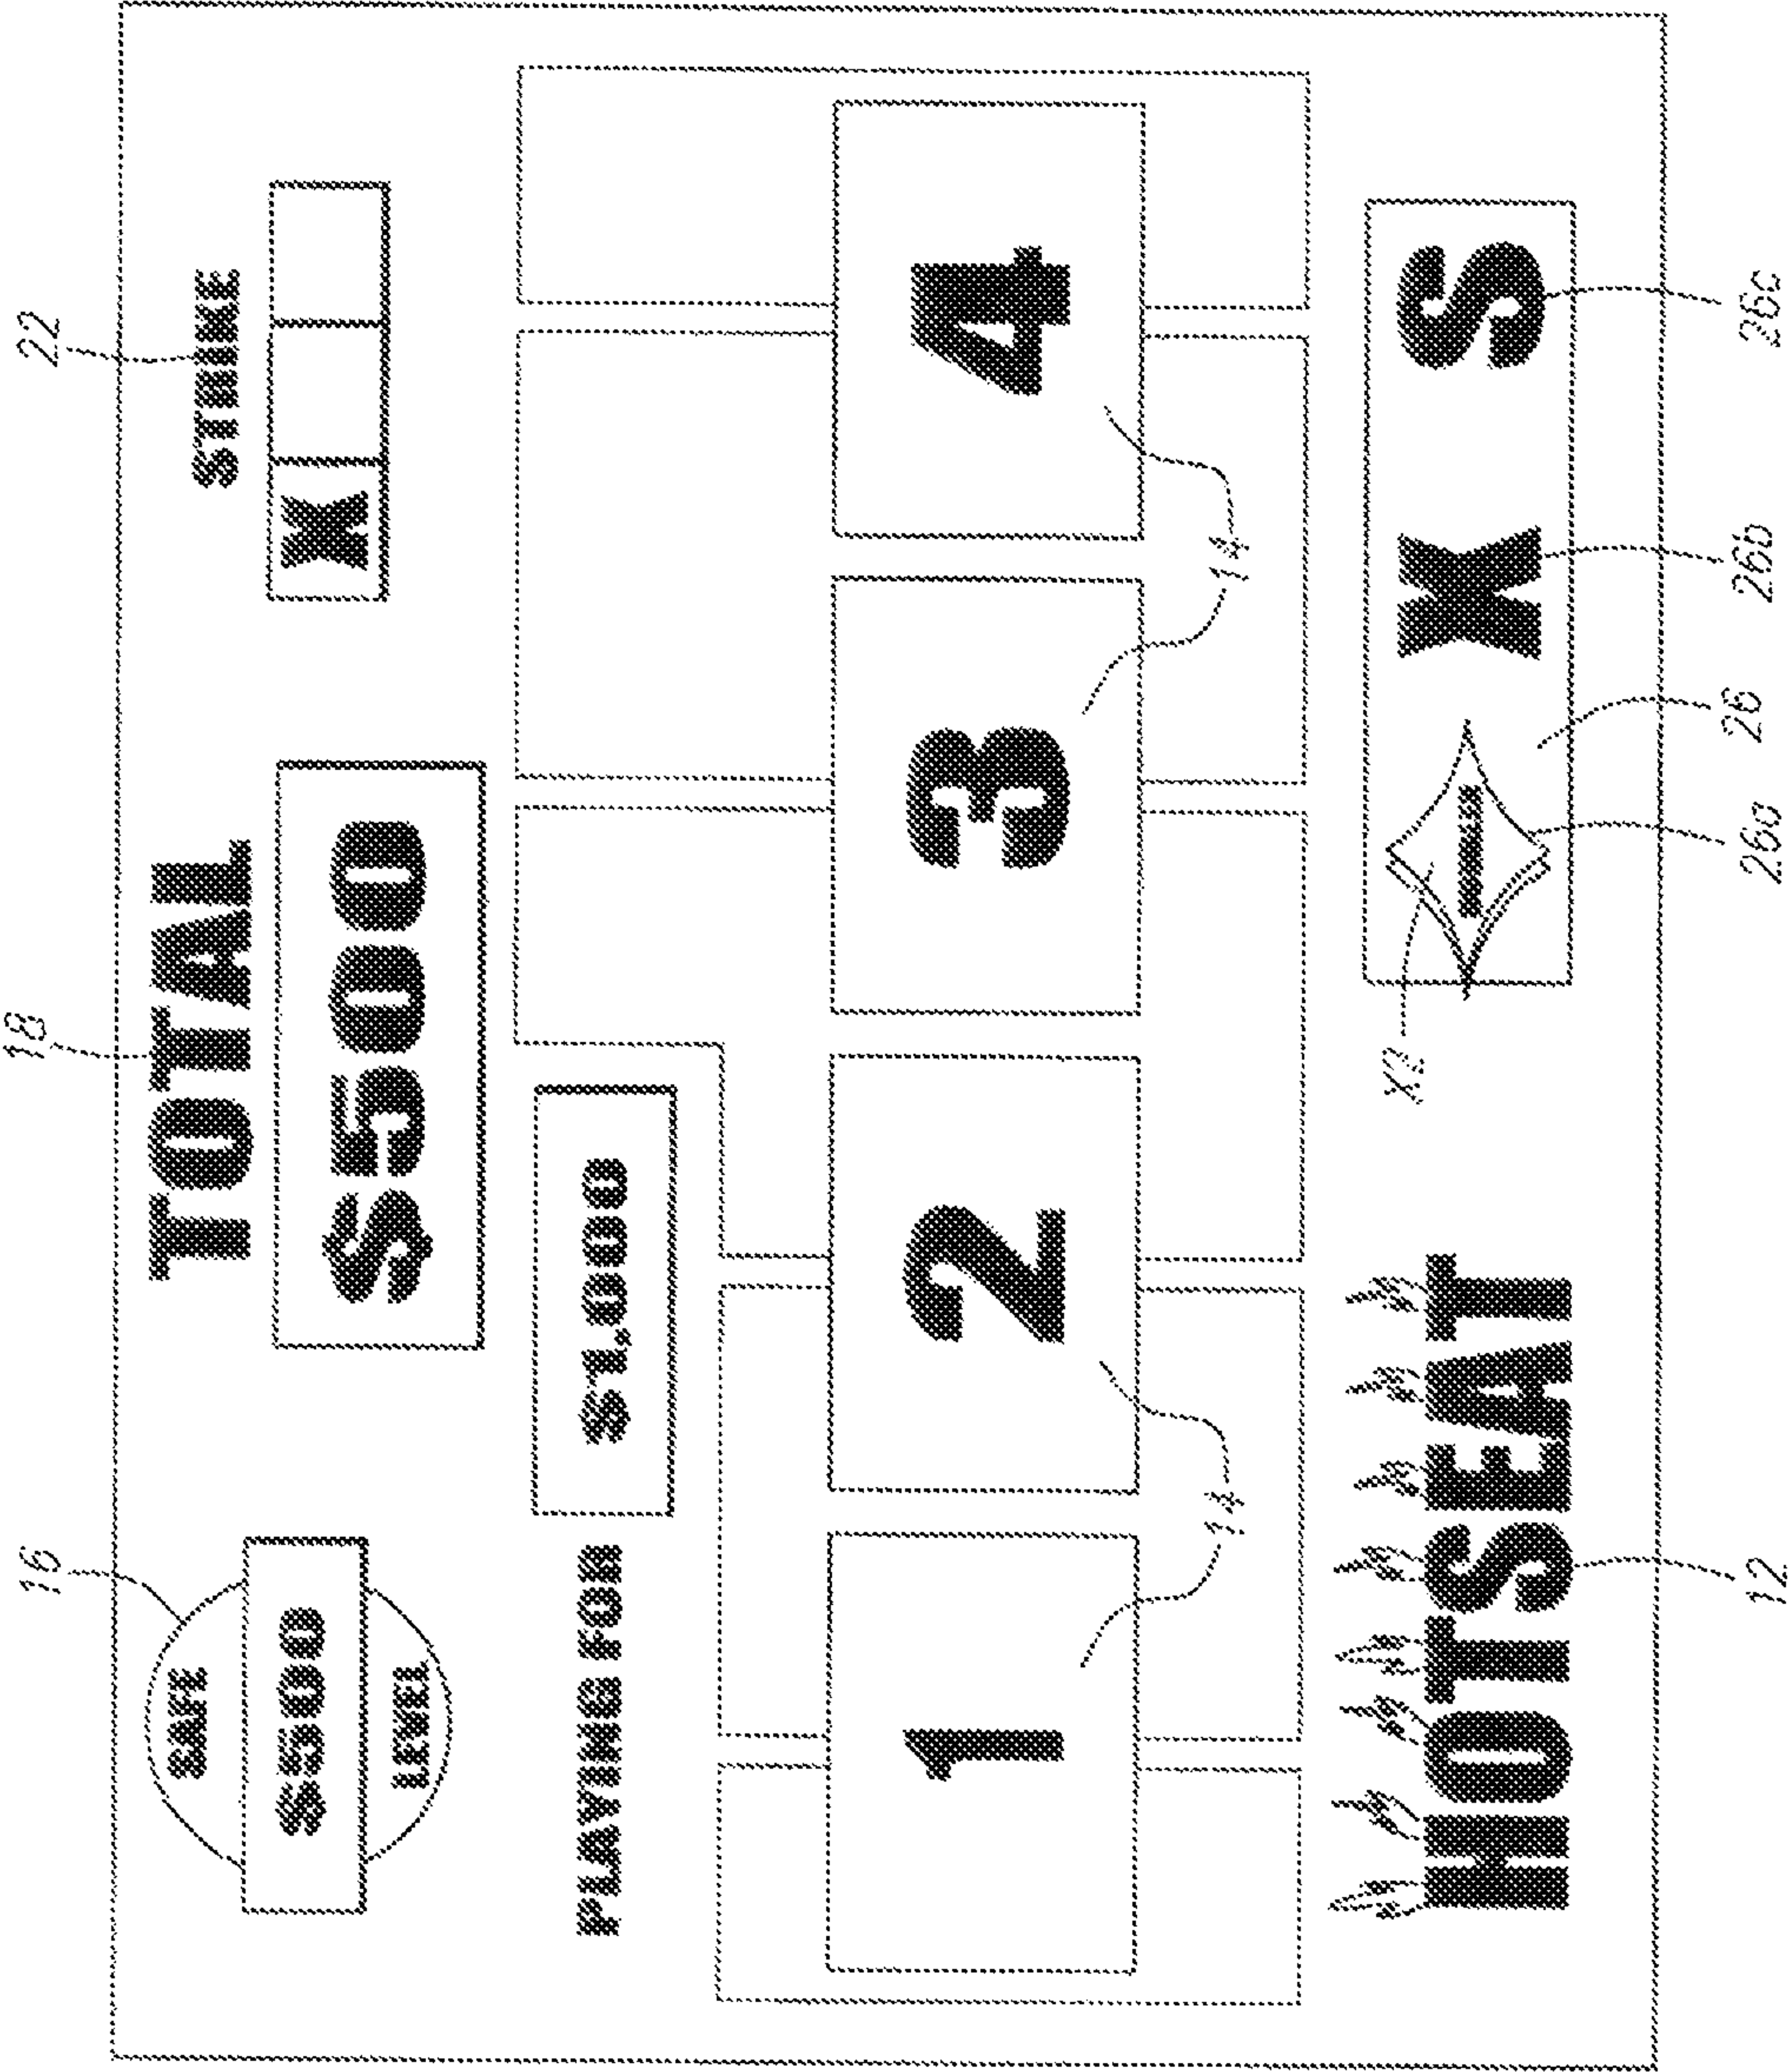 16 18 22
SAFE
$500
LEVEL
TOTAL
$500
STRIKE
X
PLAYING FOR $1,000
1 2 3 4
14 14
HOTSEAT
X2
X S
12 26a 26 26b 26c